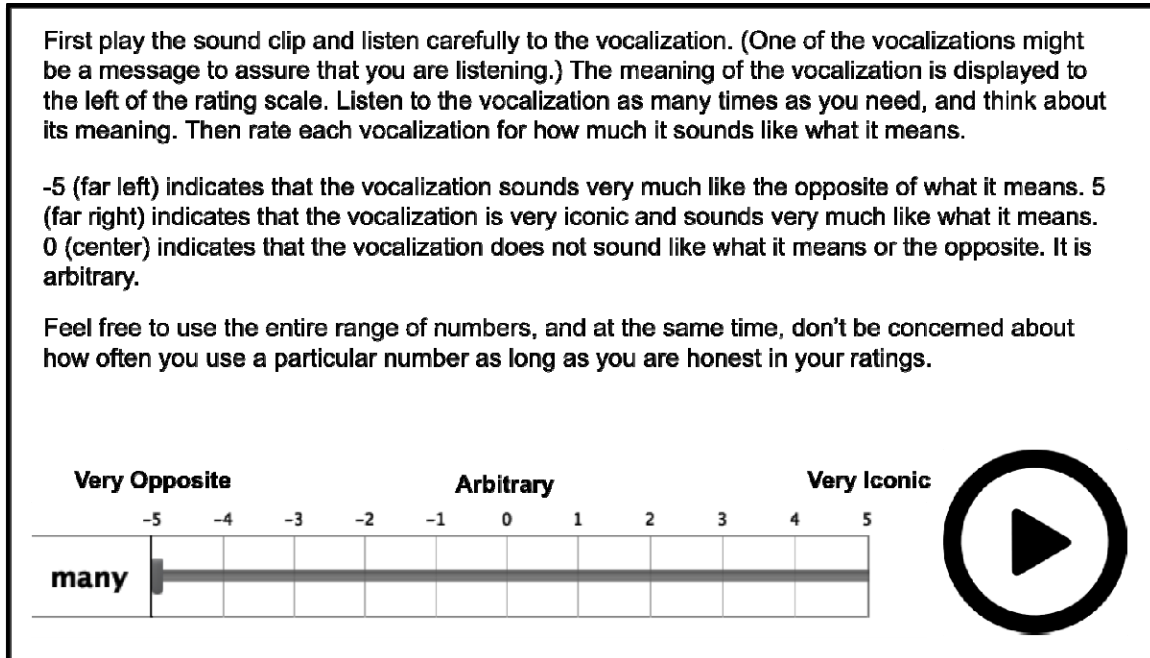 First play the sound clip and listen carefully to the vocalization. (One of the vocalizations might
be a message to assure that you are listening.) The meaning of the vocalization is displayed to
the left of the rating scale. Listen to the vocalization as many times as you need, and think about
its meaning. Then rate each vocalization for how much it sounds like what it means.
-5 (far left) indicates that the vocalization sounds very much like the opposite of what it means. 5
(far right) indicates that the vocalization is very iconic and sounds very much like what it means.
0 (center) indicates that the vocalization does not sound like what it means or the opposite. It is
arbitrary.
Feel free to use the entire range of numbers, and at the same time, don't be concerned about
how often you use a particular number as long as you are honest in your ratings.
Very Opposite Arbitrary Very Iconic
-5 -4 -3 -2 -1 0 1 2 3 4 5
many